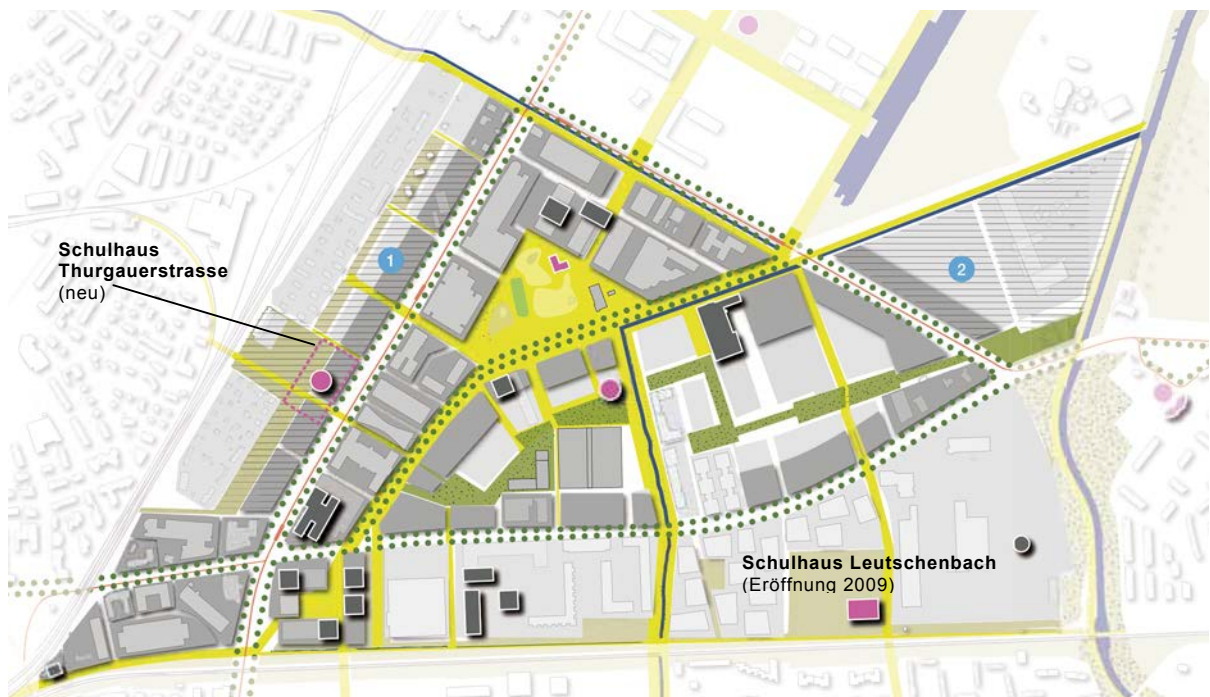 Schulhaus
Thurgauerstrasse
(neu)
1
2
Schulhaus Leutschenbach
(Eröffnung 2009)